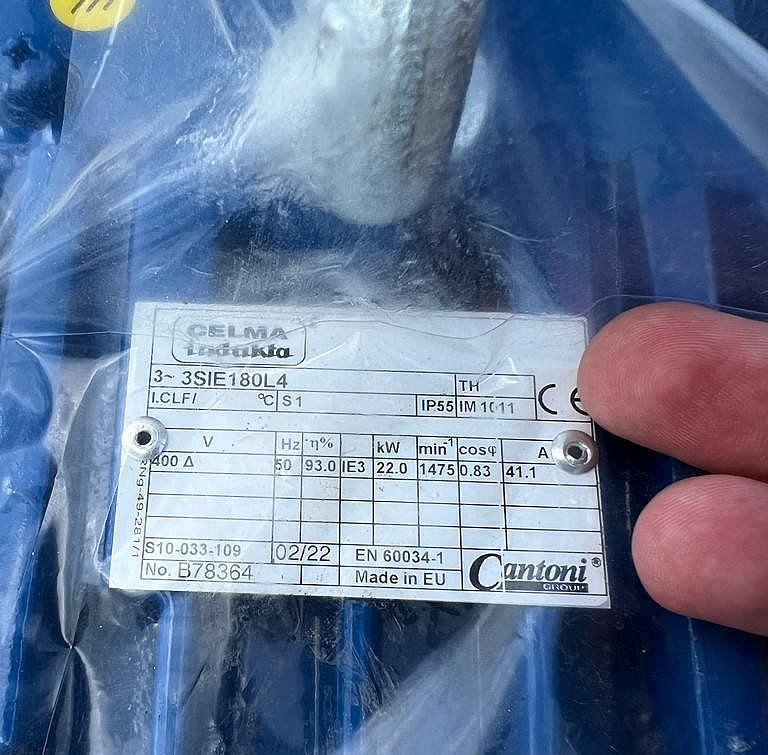 CELMA
indukta
3~ 3SIE180L4 TH
I.CLF/ °C S1 IP55 IM 1011
CE
V Hz η% kW min-1 cosφ A
400 Δ 50 93.0 IE3 22.0 1475 0.83 41.1
S10-033-109 02/22 EN 60034-1
No. B78364 Made in EU
Cantoni®
GROUP